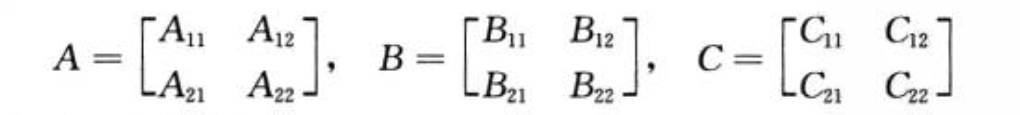 A = [A₁₁ A₁₂; A₂₁ A₂₂], B = [B₁₁ B₁₂; B₂₁ B₂₂], C = [C₁₁ C₁₂; C₂₁ C₂₂]